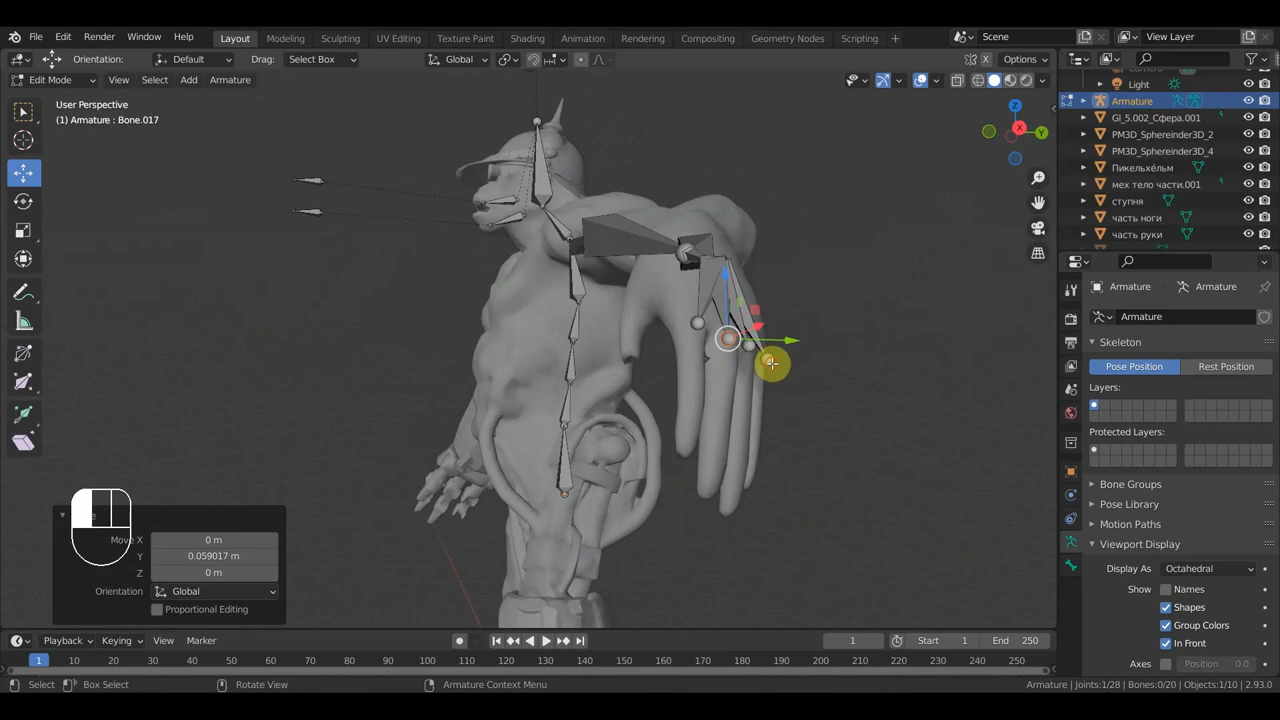 File Edit Render Window Help Layout Modeling Sculpting UV Editing Texture Paint Shading Animation Rendering Compositing Geometry Nodes Scripting + Scene View Layer
Orientation: Default Drag: Select Box Global X Options
Edit Mode View Select Add Armature
User Perspective
(1) Armature : Bone.017
Z
X
Y
Light
Armature
Gl_5.002_Сфера.001
PM3D_Sphereinder3D_2
PM3D_Sphereinder3D_4
Пикельхе́льм
мех тело части.001
ступня
часть ноги
часть руки
Armature Armature
Armature
Skeleton
Pose Position Rest Position
Layers:
Protected Layers:
Bone Groups
Pose Library
Motion Paths
Viewport Display
Display As Octahedral
Show Names
Shapes
Group Colors
In Front
Axes Position 0.0
Move X 0 m
Y 0.059017 m
Z 0 m
Orientation Global
Proportional Editing
Playback Keying View Marker 1 Start 1 End 250
1 10 20 30 40 50 60 70 80 90 100 110 120 130 140 150 160 170 180 190 200 210 220 230 240 250
Select Box Select Rotate View Armature Context Menu Armature | Joints:1/28 | Bones:0/20 | Objects:1/10 | 2.93.0